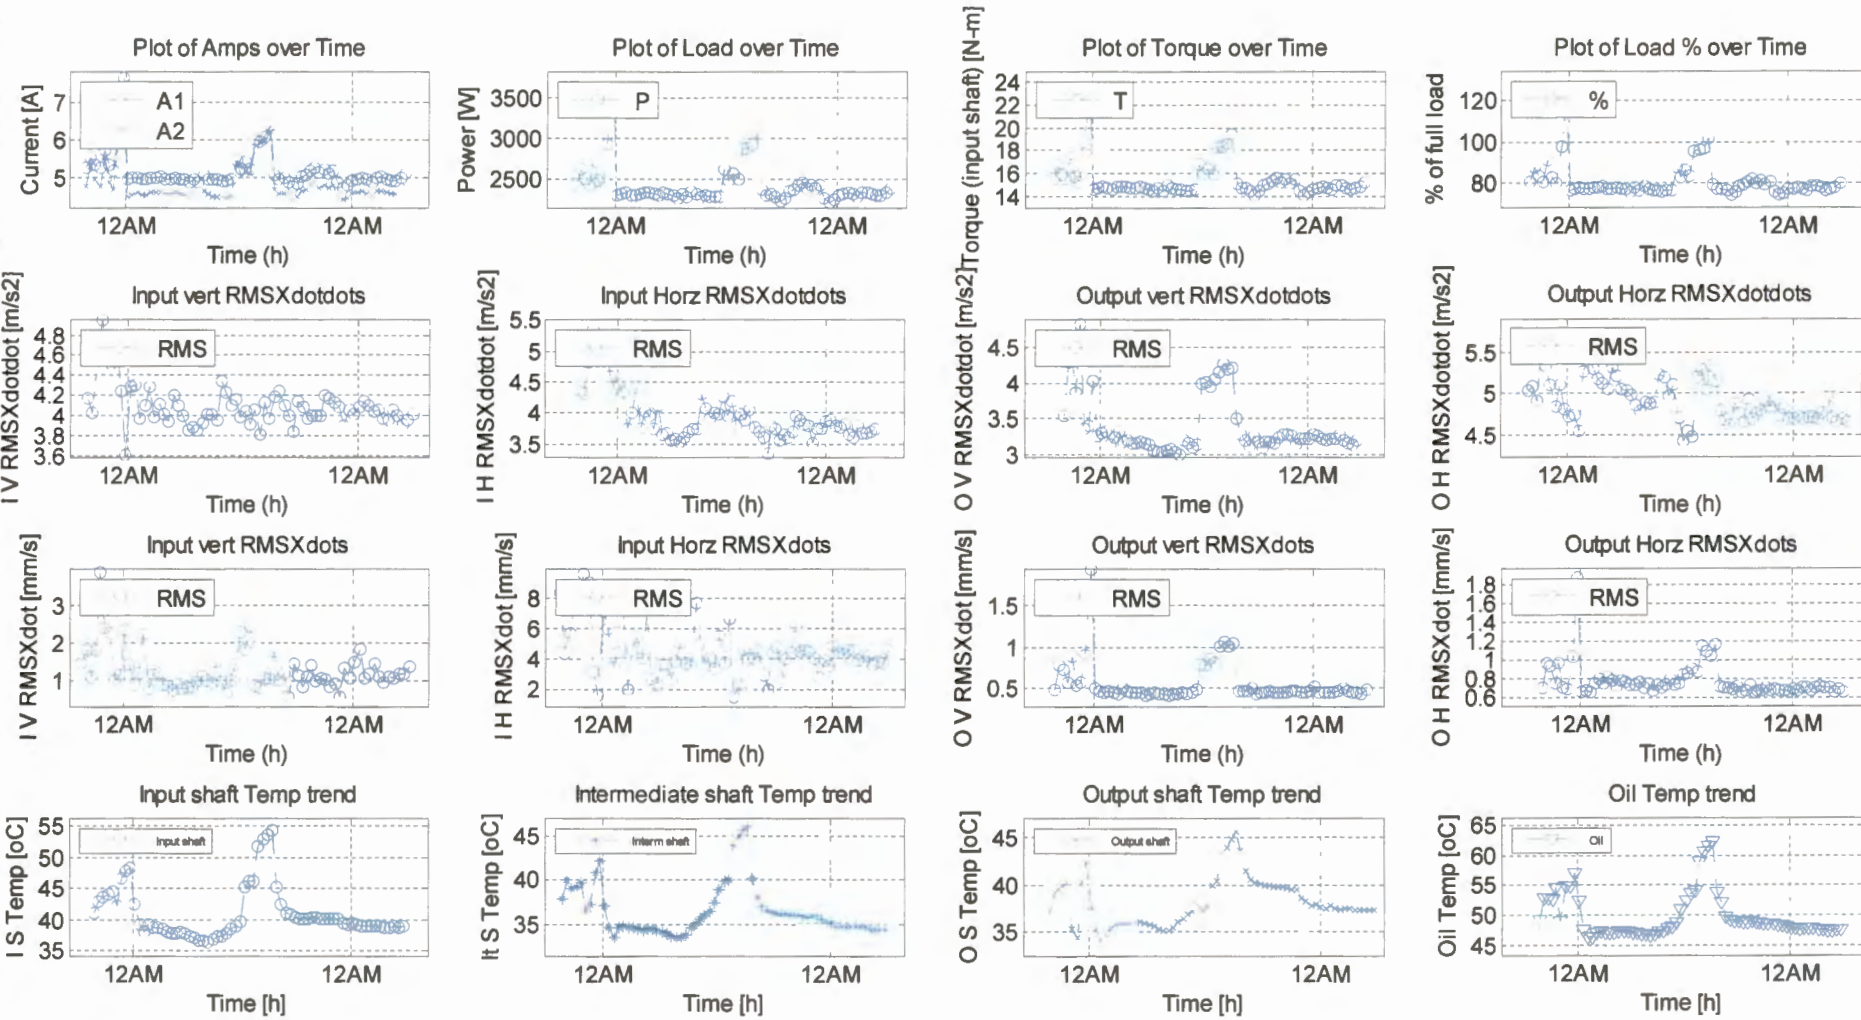 Plot of Amps over Time
Current [A]
7
6
5
A1
A2
12AM 12AM
Time (h)
Plot of Load over Time
Power [W]
3500
3000
2500
P
12AM 12AM
Time (h)
Plot of Torque over Time
Torque (input shaft) [N-m]
24
22
20
18
16
14
T
12AM 12AM
Time (h)
Plot of Load % over Time
% of full load
120
100
80
%
12AM 12AM
Time (h)
Input vert RMSXdotdots
I V RMSXdotdot [m/s2]
4.8
4.6
4.4
4.2
4
3.8
3.6
RMS
12AM 12AM
Time (h)
Input Horz RMSXdotdots
I H RMSXdotdot [m/s2]
5.5
5
4.5
4
3.5
RMS
12AM 12AM
Time (h)
Output vert RMSXdotdots
O V RMSXdotdot [m/s2]
4.5
4
3.5
3
RMS
12AM 12AM
Time (h)
Output Horz RMSXdotdots
O H RMSXdotdot [m/s2]
5.5
5
4.5
RMS
12AM 12AM
Time (h)
Input vert RMSXdots
I V RMSXdot [mm/s]
3
2
1
RMS
12AM 12AM
Time (h)
Input Horz RMSXdots
I H RMSXdot [mm/s]
8
6
4
2
RMS
12AM 12AM
Time (h)
Output vert RMSXdots
O V RMSXdot [mm/s]
1.5
1
0.5
RMS
12AM 12AM
Time (h)
Output Horz RMSXdots
O H RMSXdot [mm/s]
1.8
1.6
1.4
1.2
1
0.8
0.6
RMS
12AM 12AM
Time (h)
Input shaft Temp trend
I S Temp [oC]
55
50
45
40
35
Input shaft
12AM 12AM
Time [h]
Intermediate shaft Temp trend
It S Temp [oC]
45
40
35
Interm shaft
12AM 12AM
Time [h]
Output shaft Temp trend
O S Temp [oC]
45
40
35
Output shaft
12AM 12AM
Time [h]
Oil Temp trend
Oil Temp [oC]
65
60
55
50
45
Oil
12AM 12AM
Time [h]